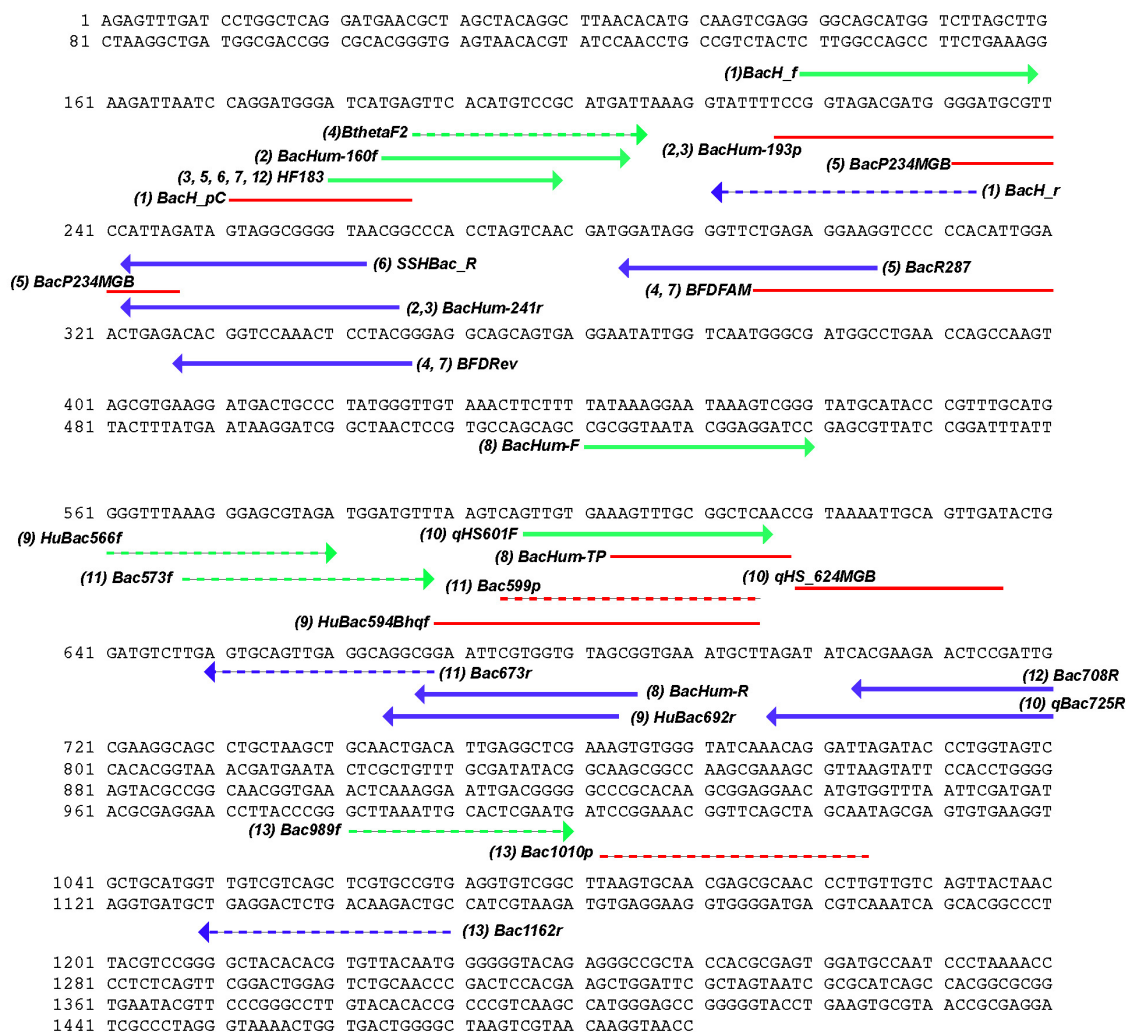 1 AGAGTTTGAT CCTGGCTCAG GATGAACGCT AGCTACAGGC TTAACACATG CAAGTCGAGG GGCAGCATGG TCTTAGCTTG
81 CTAAGGCTGA TGGCGACCGG CGCACGGGTG AGTAACACGT ATCCAACCTG CCGTCTACTC TTGGCCAGCC TTCTGAAAGG
(1)BacH_f
161 AAGATTAATC CAGGATGGGA TCATGAGTTC ACATGTCCGC ATGATTAAAG GTATTTTCCG GTAGACGATG GGGATGCGTT
(4)BthetaF2
(2) BacHum-160f
(2,3) BacHum-193p
(5) BacP234MGB
(3, 5, 6, 7, 12) HF183
(1) BacH_pC
(1) BacH_r
241 CCATTAGATA GTAGGCGGGG TAACGGCCCA CCTAGTCAAC GATGGATAGG GGTTCTGAGA GGAAGGTCCC CCACATTGGA
(6) SSHBac_R
(5) BacR287
(5) BacP234MGB
(4, 7) BFDFAM
(2,3) BacHum-241r
321 ACTGAGACAC GGTCCAAACT CCTACGGGAG GCAGCAGTGA GGAATATTGG TCAATGGGCG ATGGCCTGAA CCAGCCAAGT
(4, 7) BFDRev
401 AGCGTGAAGG ATGACTGCCC TATGGGTTGT AAACTTCTTT TATAAAGGAA TAAAGTCGGG TATGCATACC CGTTTGCATG
481 TACTTTATGA ATAAGGATCG GCTAACTCCG TGCCAGCAGC CGCGGTAATA CGGAGGATCC GAGCGTTATC CGGATTTATT
(8) BacHum-F
561 GGGTTTAAAG GGAGCGTAGA TGGATGTTTA AGTCAGTTGT GAAAGTTTGC GGCTCAACCG TAAAATTGCA GTTGATACTG
(9) HuBac566f
(10) qHS601F
(8) BacHum-TP
(11) Bac573f
(11) Bac599p
(10) qHS_624MGB
(9) HuBac594Bhqf
641 GATGTCTTGA GTGCAGTTGA GGCAGGCGGA ATTCGTGGTG TAGCGGTGAA ATGCTTAGAT ATCACGAAGA ACTCCGATTG
(11) Bac673r
(12) Bac708R
(8) BacHum-R
(10) qBac725R
(9) HuBac692r
721 CGAAGGCAGC CTGCTAAGCT GCAACTGACA TTGAGGCTCG AAAGTGTGGG TATCAAACAG GATTAGATAC CCTGGTAGTC
801 CACACGGTAA ACGATGAATA CTCGCTGTTT GCGATATACG GCAAGCGGCC AAGCGAAAGC GTTAAGTATT CCACCTGGGG
881 AGTACGCCGG CAACGGTGAA ACTCAAAGGA ATTGACGGGG GCCCGCACAA GCGGAGGAAC ATGTGGTTTA ATTCGATGAT
961 ACGCGAGGAA CCTTACCCGG GCTTAAATTG CACTCGAATG ATCCGGAAAC GGTTCAGCTA GCAATAGCGA GTGTGAAGGT
(13) Bac989f
(13) Bac1010p
1041 GCTGCATGGT TGTCGTCAGC TCGTGCCGTG AGGTGTCGGC TTAAGTGCAA CGAGCGCAAC CCTTGTTGTC AGTTACTAAC
1121 AGGTGATGCT GAGGACTCTG ACAAGACTGC CATCGTAAGA TGTGAGGAAG GTGGGGATGA CGTCAAATCA GCACGGCCCT
(13) Bac1162r
1201 TACGTCCGGG GCTACACACG TGTTACAATG GGGGGTACAG AGGGCCGCTA CCACGCGAGT GGATGCCAAT CCCTAAAACC
1281 CCTCTCAGTT CGGACTGGAG TCTGCAACCC GACTCCACGA AGCTGGATTC GCTAGTAATC GCGCATCAGC CACGGCGCGG
1361 TGAATACGTT CCCGGGCCTT GTACACACCG CCCGTCAAGC CATGGGAGCC GGGGGTACCT GAAGTGCGTA ACCGCGAGGA
1441 TCGCCCTAGG GTAAAACTGG TGACTGGGGC TAAGTCGTAA CAAGGTAACC